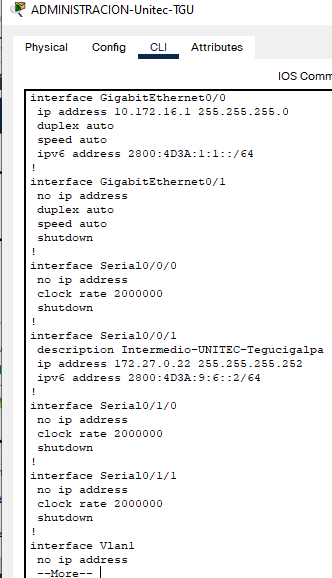 ADMINISTRACION-Unitec-TGU
Physical Config CLI Attributes
IOS Comm
interface GigabitEthernet0/0
ip address 10.172.16.1 255.255.255.0
duplex auto
speed auto
ipv6 address 2800:4D3A:1:1::/64
!
interface GigabitEthernet0/1
no ip address
duplex auto
speed auto
shutdown
!
interface Serial0/0/0
no ip address
clock rate 2000000
shutdown
!
interface Serial0/0/1
description Intermedio-UNITEC-Tegucigalpa
ip address 172.27.0.22 255.255.255.252
ipv6 address 2800:4D3A:9:6::2/64
!
interface Serial0/1/0
no ip address
clock rate 2000000
shutdown
!
interface Serial0/1/1
no ip address
clock rate 2000000
shutdown
!
interface Vlan1
no ip address
--More--